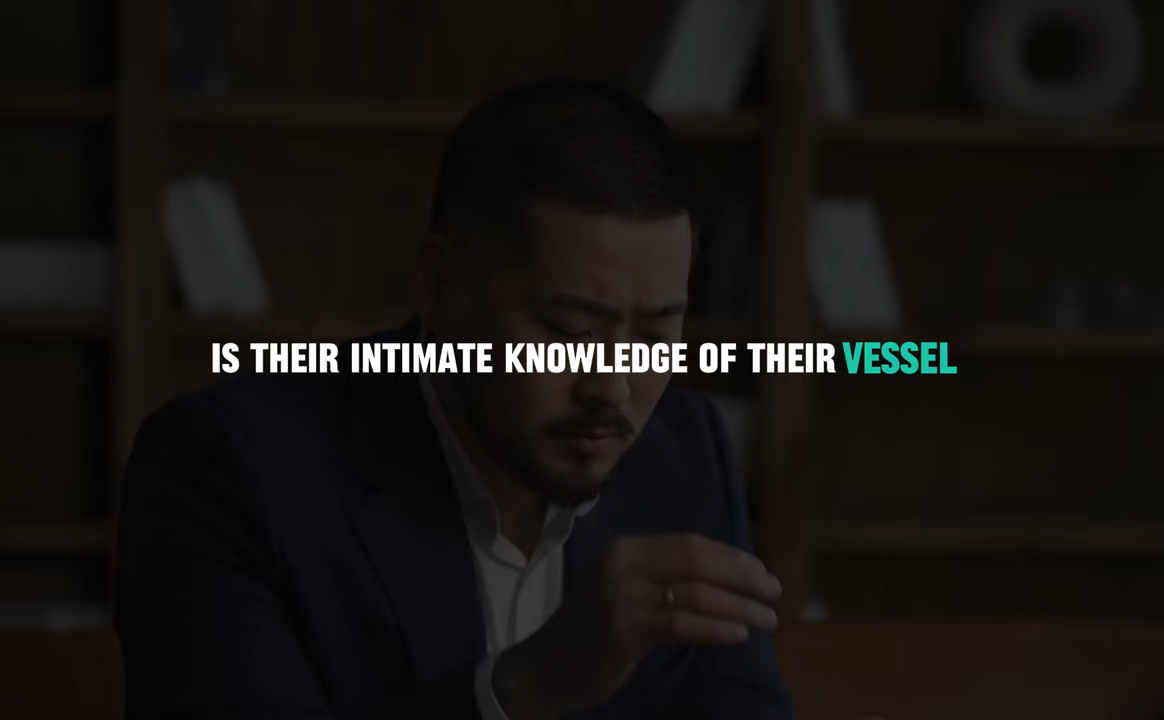 IS THEIR INTIMATE KNOWLEDGE OF THEIR VESSEL